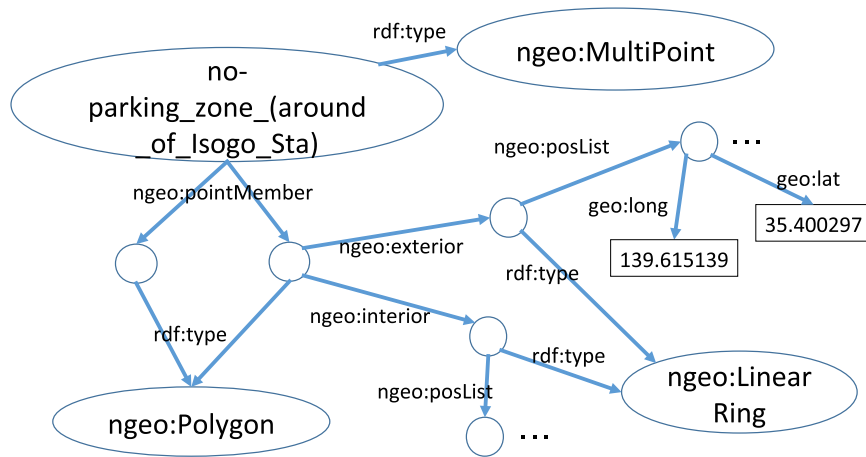 rdf:type
ngeo:MultiPoint
no-
parking_zone_(around
_of_Isogo_Sta)
ngeo:posList
...
ngeo:pointMember
geo:lat
geo:long
35.400297
ngeo:exterior
139.615139
rdf:type
ngeo:interior
rdf:type
rdf:type
ngeo:posList
ngeo:Linear
Ring
ngeo:Polygon
...